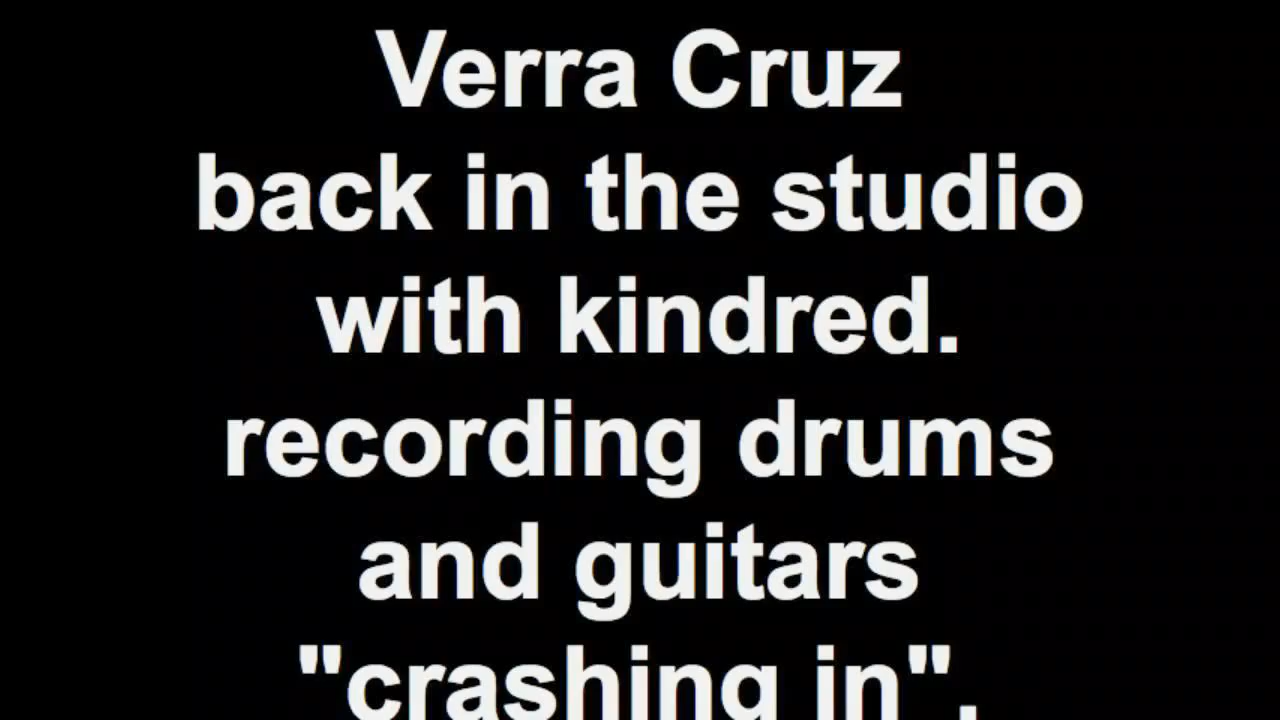 Verra Cruz
back in the studio
with kindred.
recording drums
and guitars
"crashing in".